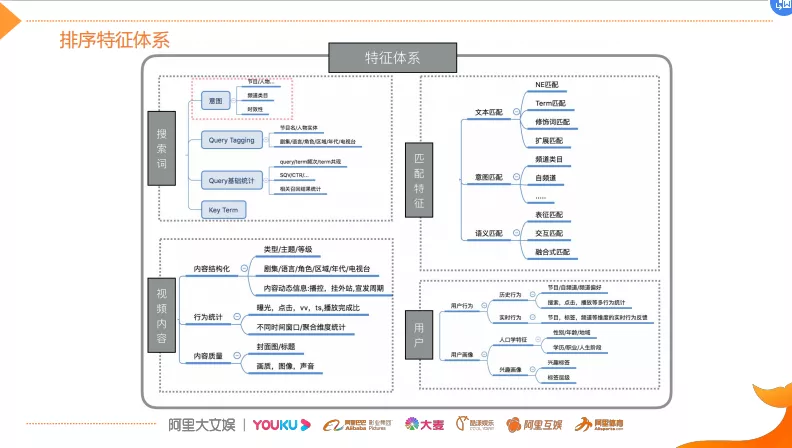 排序特征体系
特征体系
搜索词
意图
节目/人物...
频道类目
时效性
Query Tagging
节目名/人物实体
剧集/语言/角色/区域/年代/电视台
Query基础统计
query/term频次/term共现
SQV/CTR/...
相关召回结果统计
Key Term
匹配特征
文本匹配
NE匹配
Term匹配
修饰词匹配
扩展匹配
意图匹配
频道类目
自频道
......
语义匹配
表征匹配
交互匹配
融合式匹配
视频内容
内容结构化
类型/主题/等级
剧集/语言/角色/区域/年代/电视台
内容动态信息:播控，挂外站,宣发周期
行为统计
曝光，点击，vv，ts,播放完成比
不同时间窗口/聚合维度统计
内容质量
封面图/标题
画质，图像，声音
用户
用户行为
历史行为
节目/自频道/频道偏好
搜索、点击、播放等多行为统计
实时行为
节目、标签、频道等维度的实时行为反馈
用户画像
人口学特征
性别/年龄/地域
学历/职业/人生阶段
兴趣画像
兴趣标签
标签层级
阿里大文娱 YOUKU 阿里巴巴影业集团 Alibaba Pictures 大麦 阿里互娱 阿里体育 Alisports.com